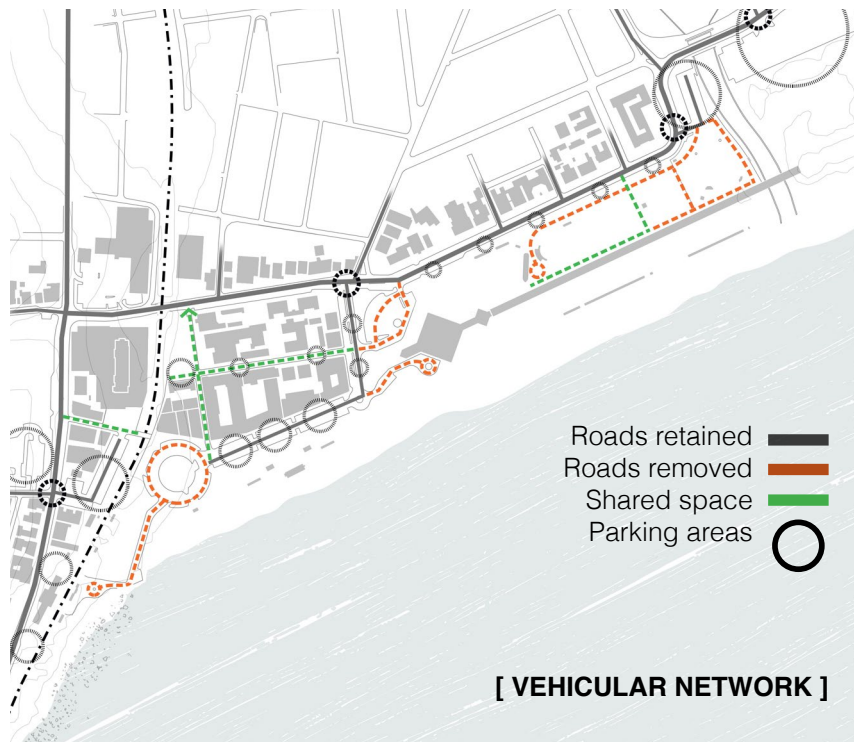 Roads retained
Roads removed
Shared space
Parking areas
[ VEHICULAR NETWORK ]